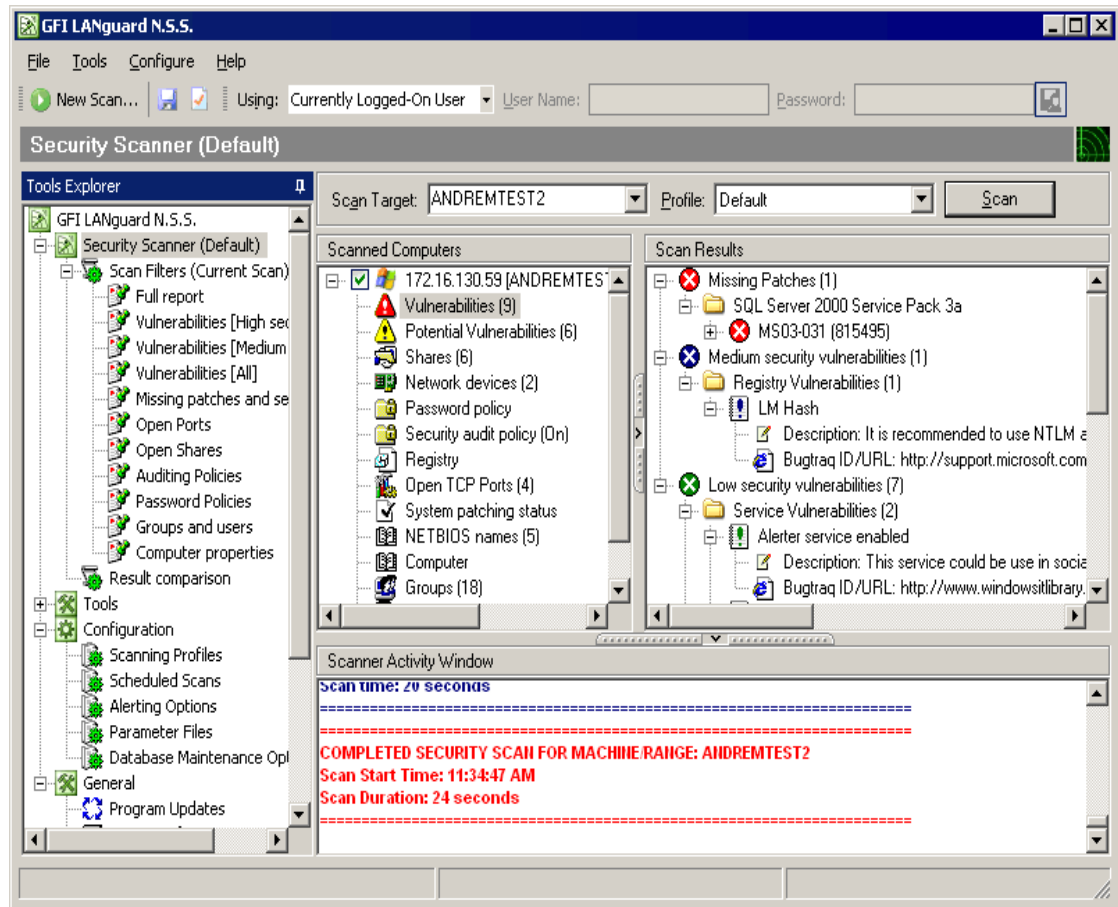 GFI LANguard N.S.S.
File Tools Configure Help
New Scan... Using: Currently Logged-On User User Name: Password:
Security Scanner (Default)
Tools Explorer
GFI LANguard N.S.S.
Security Scanner (Default)
Scan Filters (Current Scan)
Full report
Vulnerabilities [High sec
Vulnerabilities [Medium
Vulnerabilities [All]
Missing patches and se
Open Ports
Open Shares
Auditing Policies
Password Policies
Groups and users
Computer properties
Result comparison
Tools
Configuration
Scanning Profiles
Scheduled Scans
Alerting Options
Parameter Files
Database Maintenance Opt
General
Program Updates
Scan Target: ANDREMTEST2 Profile: Default Scan
Scanned Computers
172.16.130.59 [ANDREMTES
Vulnerabilities (9)
Potential Vulnerabilities (6)
Shares (6)
Network devices (2)
Password policy
Security audit policy (On)
Registry
Open TCP Ports (4)
System patching status
NETBIOS names (5)
Computer
Groups (18)
Scan Results
Missing Patches (1)
SQL Server 2000 Service Pack 3a
MS03-031 (815495)
Medium security vulnerabilities (1)
Registry Vulnerabilities (1)
LM Hash
Description: It is recommended to use NTLM a
Bugtraq ID/URL: http://support.microsoft.com
Low security vulnerabilities (7)
Service Vulnerabilities (2)
Alerter service enabled
Description: This service could be use in socia
Bugtraq ID/URL: http://www.windowsitlibrary.
Scanner Activity Window
Scan time: 20 seconds
COMPLETED SECURITY SCAN FOR MACHINE/RANGE: ANDREMTEST2
Scan Start Time: 11:34:47 AM
Scan Duration: 24 seconds